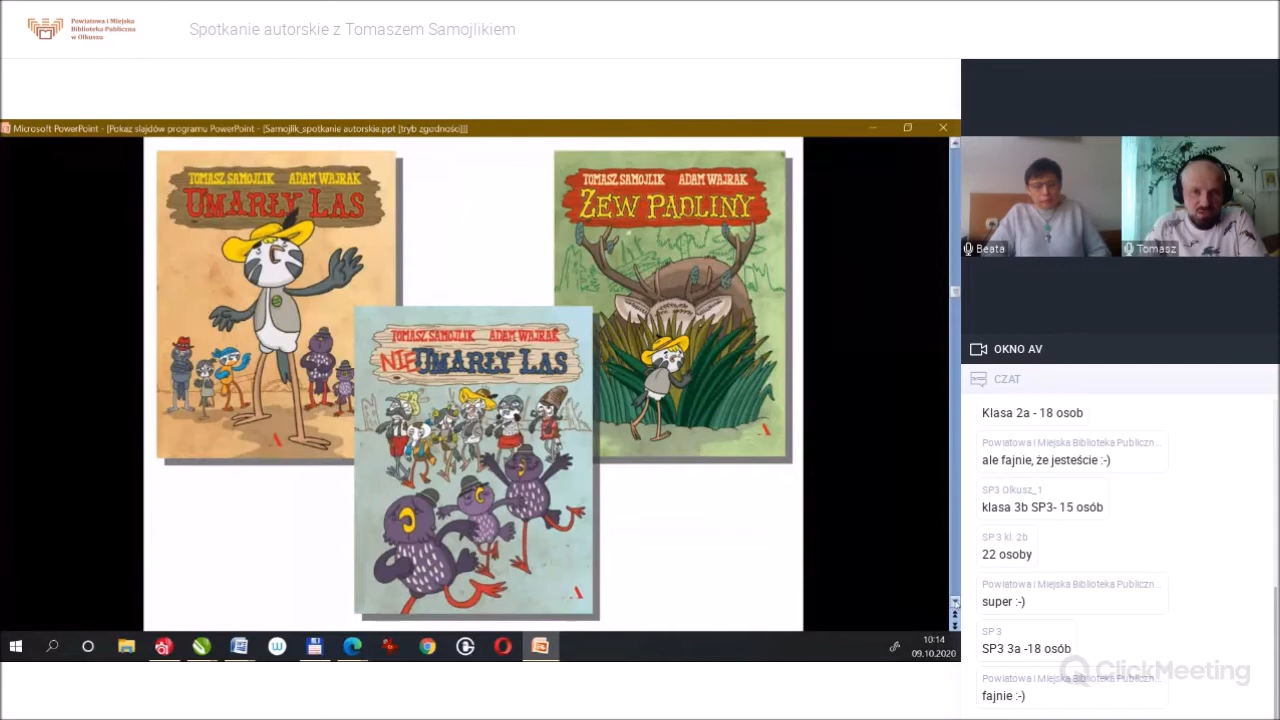 Powiatowa i Miejska
Biblioteka Publiczna
w Olkuszu
Spotkanie autorskie z Tomaszem Samojlikiem
Microsoft PowerPoint - [Pokaz slajdów programu PowerPoint - [Samojlik_spotkanie autorskie.ppt [tryb zgodności]]]
TOMASZ SAMOJLIK ADAM WAJRAK
UMARŁY LAS
TOMASZ SAMOJLIK ADAM WAJRAK
ŻEW PADLINY
TOMASZ SAMOJLIK ADAM WAJRAK
NIEUMARŁY LAS
Beata
Tomasz
OKNO AV
CZAT
Klasa 2a - 18 osob
Powiatowa i Miejska Biblioteka Publiczn...
ale fajnie, że jesteście :-)
SP3 Olkusz_1
klasa 3b SP3- 15 osób
SP 3 kl. 2b
22 osoby
Powiatowa i Miejska Biblioteka Publiczn...
super :-)
SP 3
SP3 3a -18 osób
Powiatowa i Miejska Biblioteka Publiczn...
fajnie :-)
ClickMeeting
10:14
09.10.2020